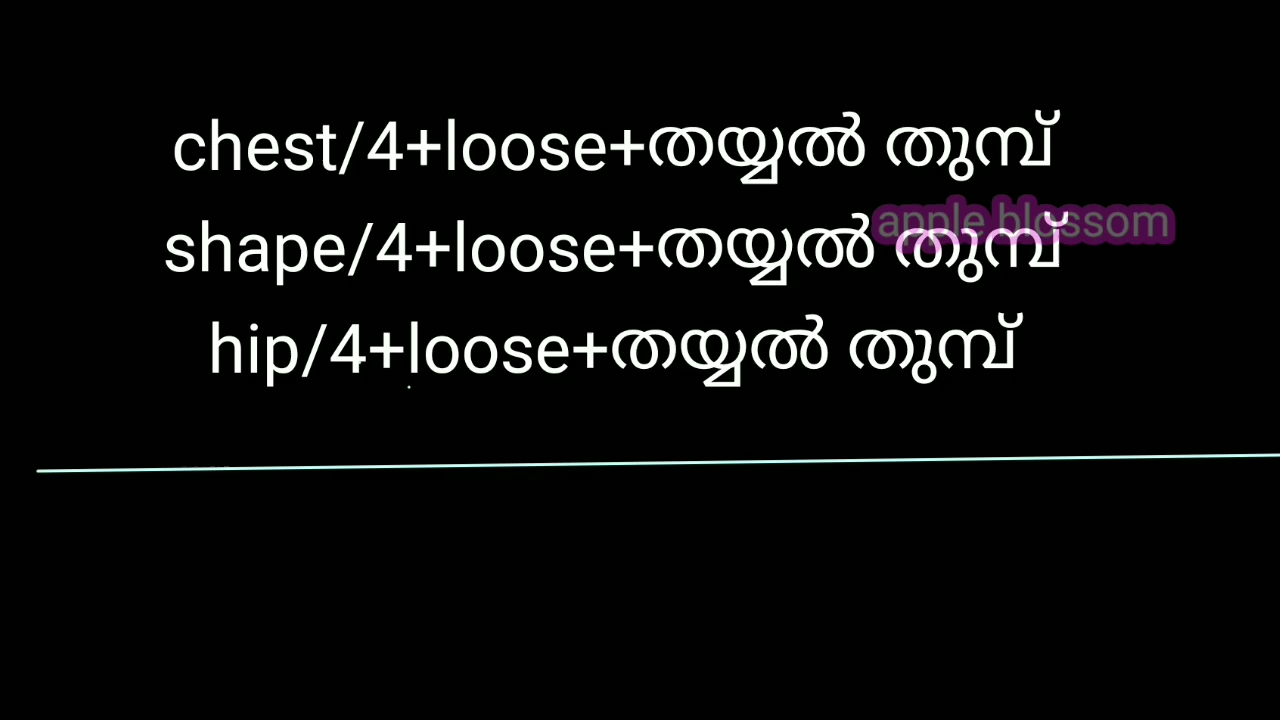 chest/4+loose+തയ്യൽ തുമ്പ്
apple blossom
shape/4+loose+തയ്യൽ തുമ്പ്
hip/4+loose+തയ്യൽ തുമ്പ്